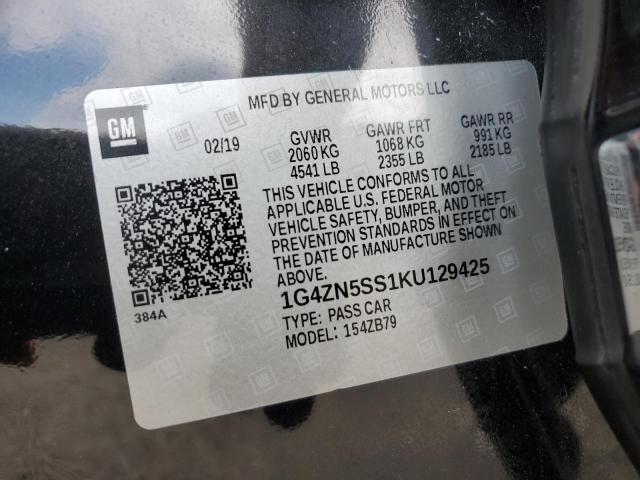 MFD BY GENERAL MOTORS LLC
GM
02/19
GVWR GAWR FRT GAWR RR
2060 KG 1068 KG 991 KG
4541 LB 2355 LB 2185 LB
THIS VEHICLE CONFORMS TO ALL
APPLICABLE U.S. FEDERAL MOTOR
VEHICLE SAFETY, BUMPER, AND THEFT
PREVENTION STANDARDS IN EFFECT
ON THE DATE OF MANUFACTURE SHOWN
ABOVE.
1G4ZN5SS1KU129425
384A
TYPE: PASS CAR
MODEL: 154ZB79